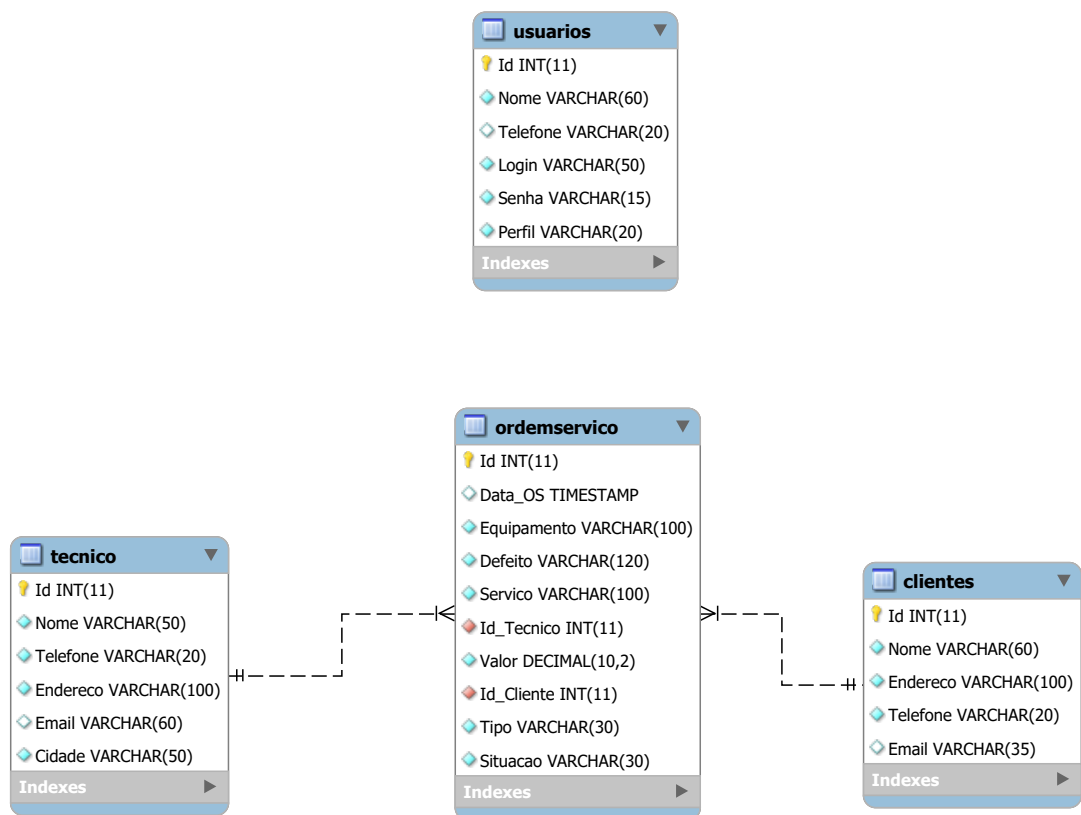 usuarios
Id INT(11)
Nome VARCHAR(60)
Telefone VARCHAR(20)
Login VARCHAR(50)
Senha VARCHAR(15)
Perfil VARCHAR(20)
Indexes
ordemservico
Id INT(11)
Data_OS TIMESTAMP
Equipamento VARCHAR(100)
Defeito VARCHAR(120)
Servico VARCHAR(100)
Id_Tecnico INT(11)
Valor DECIMAL(10,2)
Id_Cliente INT(11)
Tipo VARCHAR(30)
Situacao VARCHAR(30)
Indexes
tecnico
Id INT(11)
Nome VARCHAR(50)
Telefone VARCHAR(20)
Endereco VARCHAR(100)
Email VARCHAR(60)
Cidade VARCHAR(50)
Indexes
clientes
Id INT(11)
Nome VARCHAR(60)
Endereco VARCHAR(100)
Telefone VARCHAR(20)
Email VARCHAR(35)
Indexes